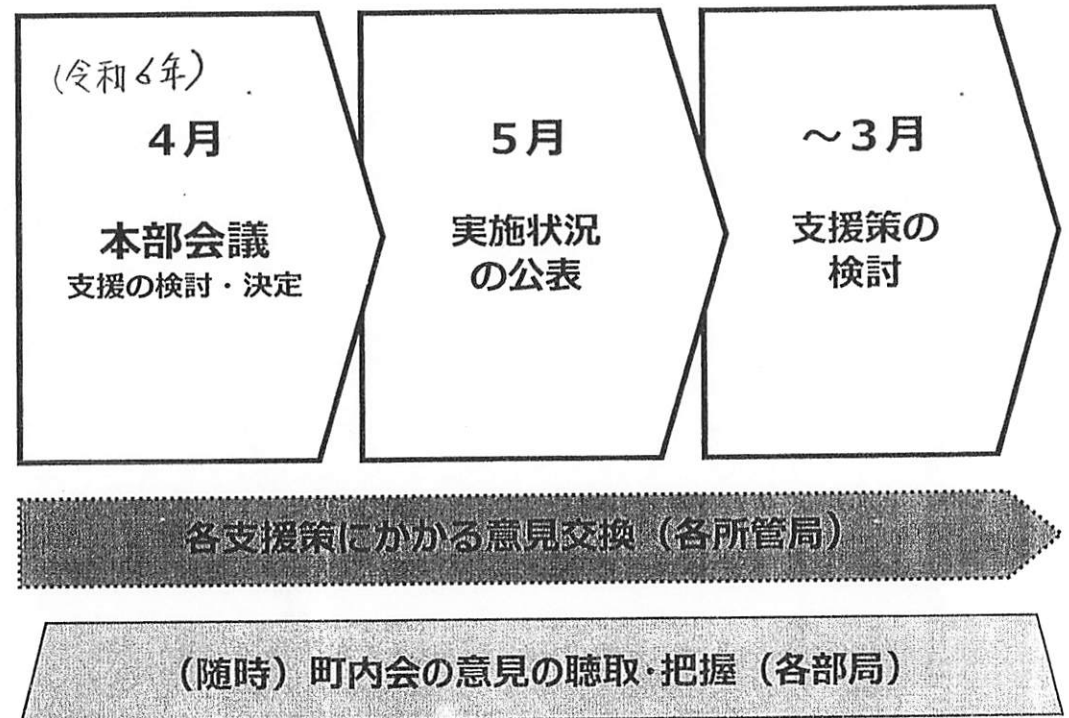 (令和6年)
4月
本部会議
支援の検討・決定
5月
実施状況
の公表
～3月
支援策の
検討
各支援策にかかる意見交換（各所管局）
（随時）町内会の意見の聴取･把握（各部局）